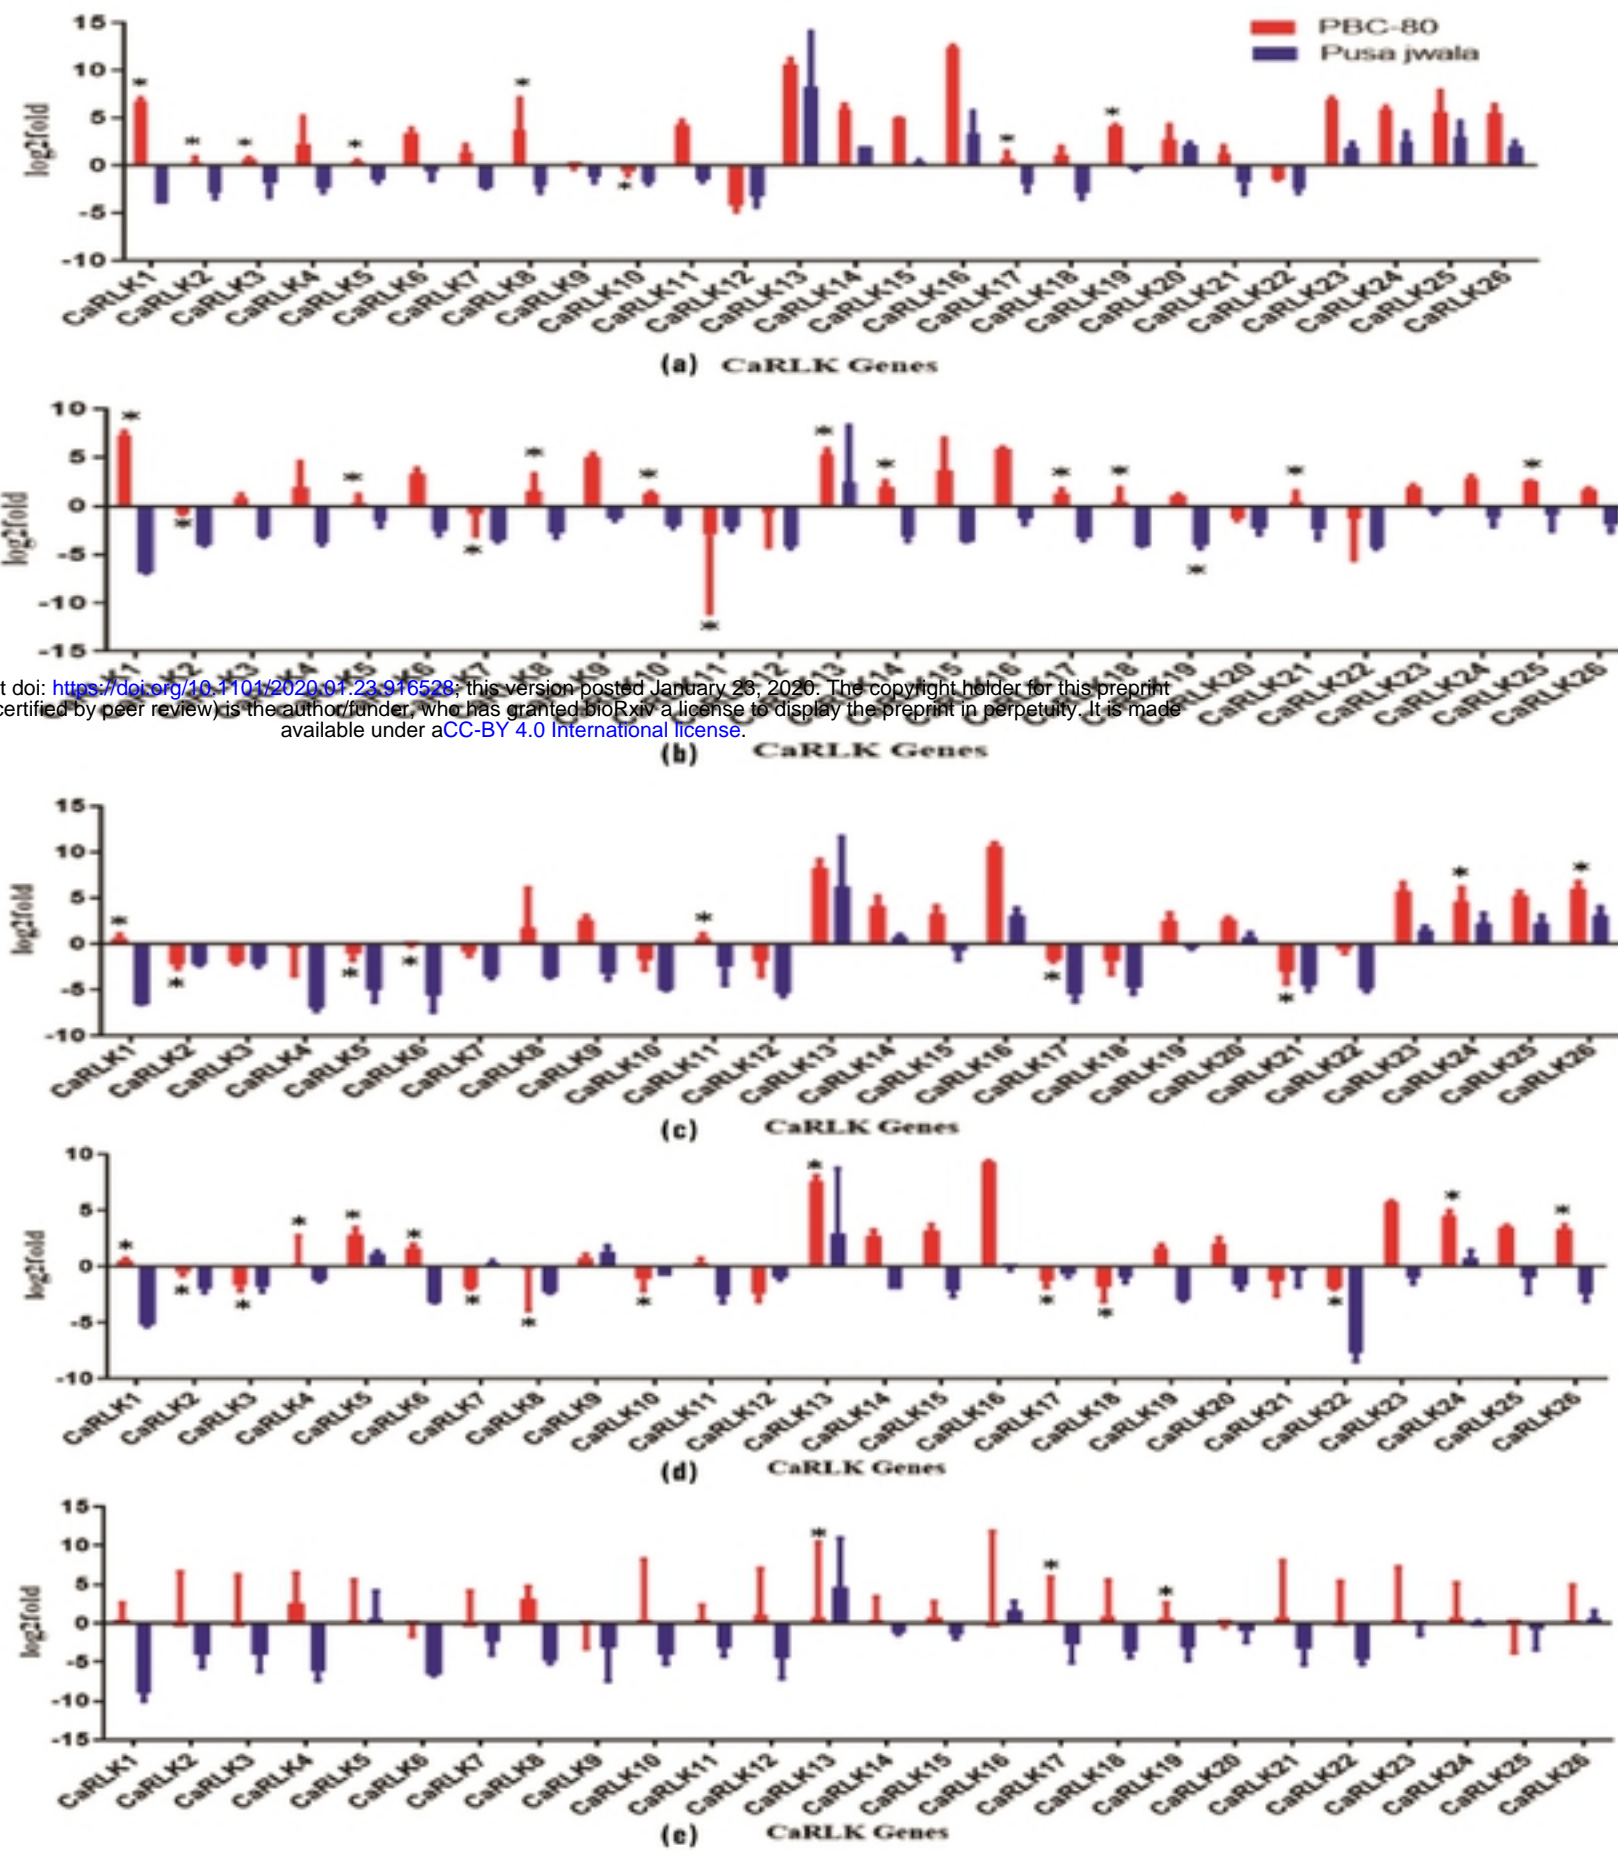 PBC-80
Pusa jwala
15
10
5
0
-5
-10
log2fold
CaRLK1 CaRLK2 CaRLK3 CaRLK4 CaRLK5 CaRLK6 CaRLK7 CaRLK8 CaRLK9 CaRLK10 CaRLK11 CaRLK12 CaRLK13 CaRLK14 CaRLK15 CaRLK16 CaRLK17 CaRLK18 CaRLK19 CaRLK20 CaRLK21 CaRLK22 CaRLK23 CaRLK24 CaRLK25 CaRLK26
(a) CaRLK Genes
10
5
0
-5
-10
-15
log2fold
CaRLK20 CaRLK21 CaRLK22 CaRLK23 CaRLK24 CaRLK25 CaRLK26
t doi: https://doi.org/10.1101/2020.01.23.916528; this version posted January 23, 2020. The copyright holder for this preprint
certified by peer review) is the author/funder, who has granted bioRxiv a license to display the preprint in perpetuity. It is made
available under aCC-BY 4.0 International license.
(b) CaRLK Genes
15
10
5
0
-5
-10
log2fold
CaRLK1 CaRLK2 CaRLK3 CaRLK4 CaRLK5 CaRLK6 CaRLK7 CaRLK8 CaRLK9 CaRLK10 CaRLK11 CaRLK12 CaRLK13 CaRLK14 CaRLK15 CaRLK16 CaRLK17 CaRLK18 CaRLK19 CaRLK20 CaRLK21 CaRLK22 CaRLK23 CaRLK24 CaRLK25 CaRLK26
(c) CaRLK Genes
10
5
0
-5
-10
log2fold
CaRLK1 CaRLK2 CaRLK3 CaRLK4 CaRLK5 CaRLK6 CaRLK7 CaRLK8 CaRLK9 CaRLK10 CaRLK11 CaRLK12 CaRLK13 CaRLK14 CaRLK15 CaRLK16 CaRLK17 CaRLK18 CaRLK19 CaRLK20 CaRLK21 CaRLK22 CaRLK23 CaRLK24 CaRLK25 CaRLK26
(d) CaRLK Genes
15
10
5
0
-5
-10
-15
log2fold
CaRLK1 CaRLK2 CaRLK3 CaRLK4 CaRLK5 CaRLK6 CaRLK7 CaRLK8 CaRLK9 CaRLK10 CaRLK11 CaRLK12 CaRLK13 CaRLK14 CaRLK15 CaRLK16 CaRLK17 CaRLK18 CaRLK19 CaRLK20 CaRLK21 CaRLK22 CaRLK23 CaRLK24 CaRLK25 CaRLK26
(e) CaRLK Genes